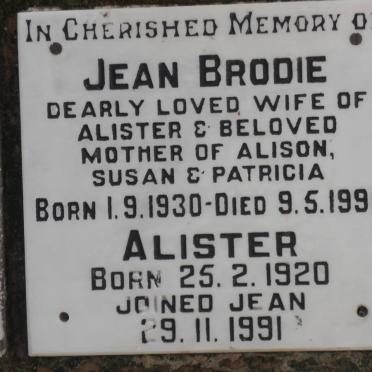 IN CHERISHED MEMORY OF
JEAN BRODIE
DEARLY LOVED WIFE OF
ALISTER & BELOVED
MOTHER OF ALISON,
SUSAN & PATRICIA
BORN 1.9.1930-DIED 9.5.199
ALISTER
BORN 25.2.1920
JOINED JEAN
29.11.1991